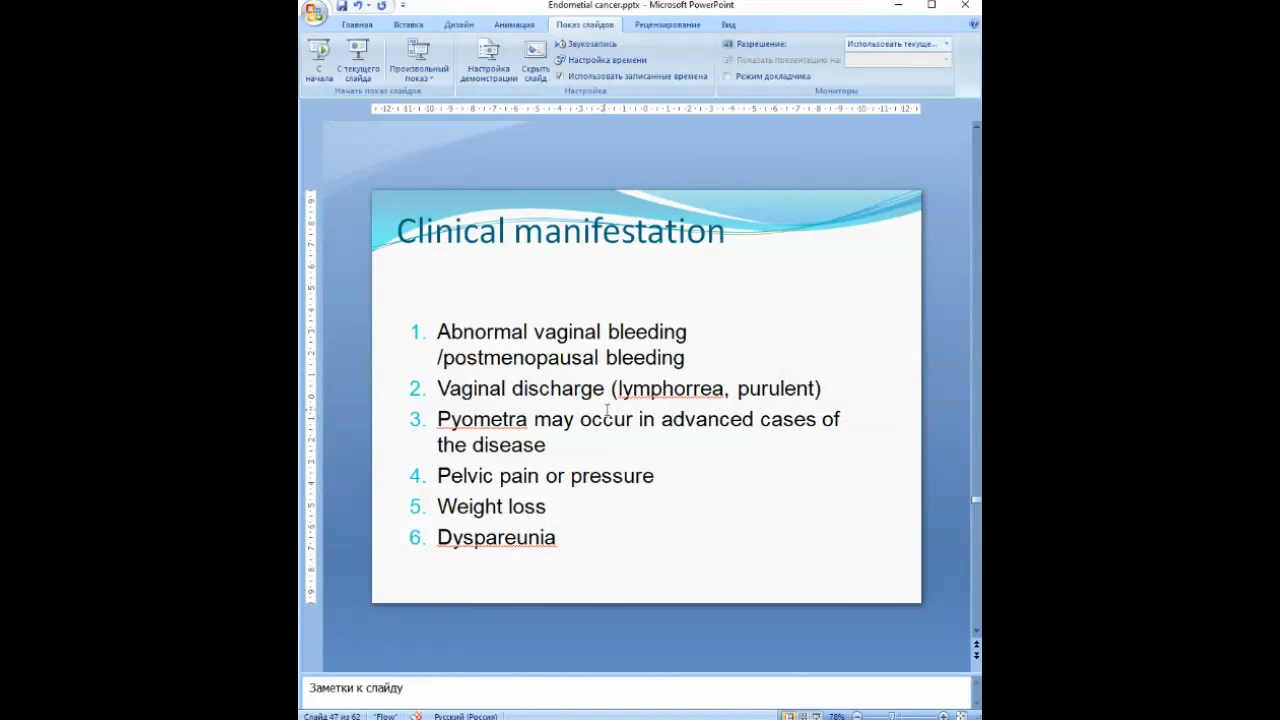 Endometial cancer.pptx - Microsoft PowerPoint
Главная Вставка Дизайн Анимация Показ слайдов Рецензирование Вид
С начала
С текущего слайда
Произвольный показ
Начать показ слайдов
Настройка демонстрации
Скрыть слайд
Звукозапись
Настройка времени
Использовать записанные времена
Настройка
Разрешение: Использовать текуще...
Показать презентацию на:
Режим докладчика
Мониторы
Clinical manifestation
1. Abnormal vaginal bleeding
/postmenopausal bleeding
2. Vaginal discharge (lymphorrea, purulent)
3. Pyometra may occur in advanced cases of
the disease
4. Pelvic pain or pressure
5. Weight loss
6. Dyspareunia
Заметки к слайду
Слайд 47 из 62 "Flow" Русский (Россия) 78%